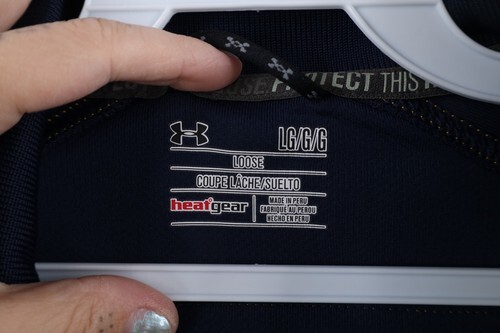 PROTECT THIS
LG/G/G
LOOSE
COUPE LÂCHE/SUELTO
heatgear
MADE IN PERU
FABRIQUÉ AU PEROU
HECHO EN PERU